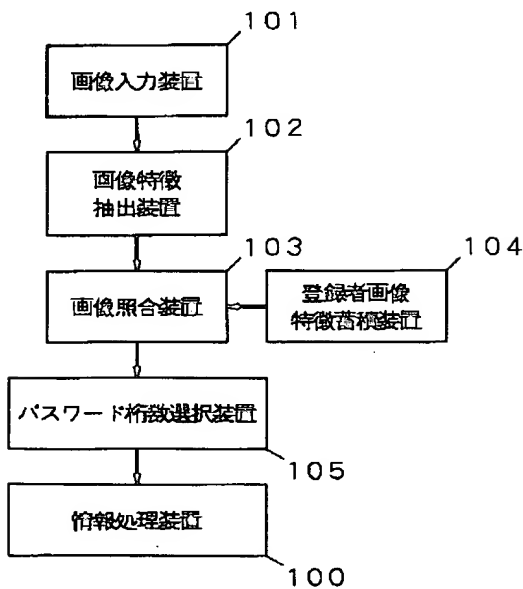 101
画像入力装置
102
画像特徴
抽出装置
103
画像照合装置
104
登録者画像
特徴蓄積装置
パスワード桁数選択装置
105
情報処理装置
100